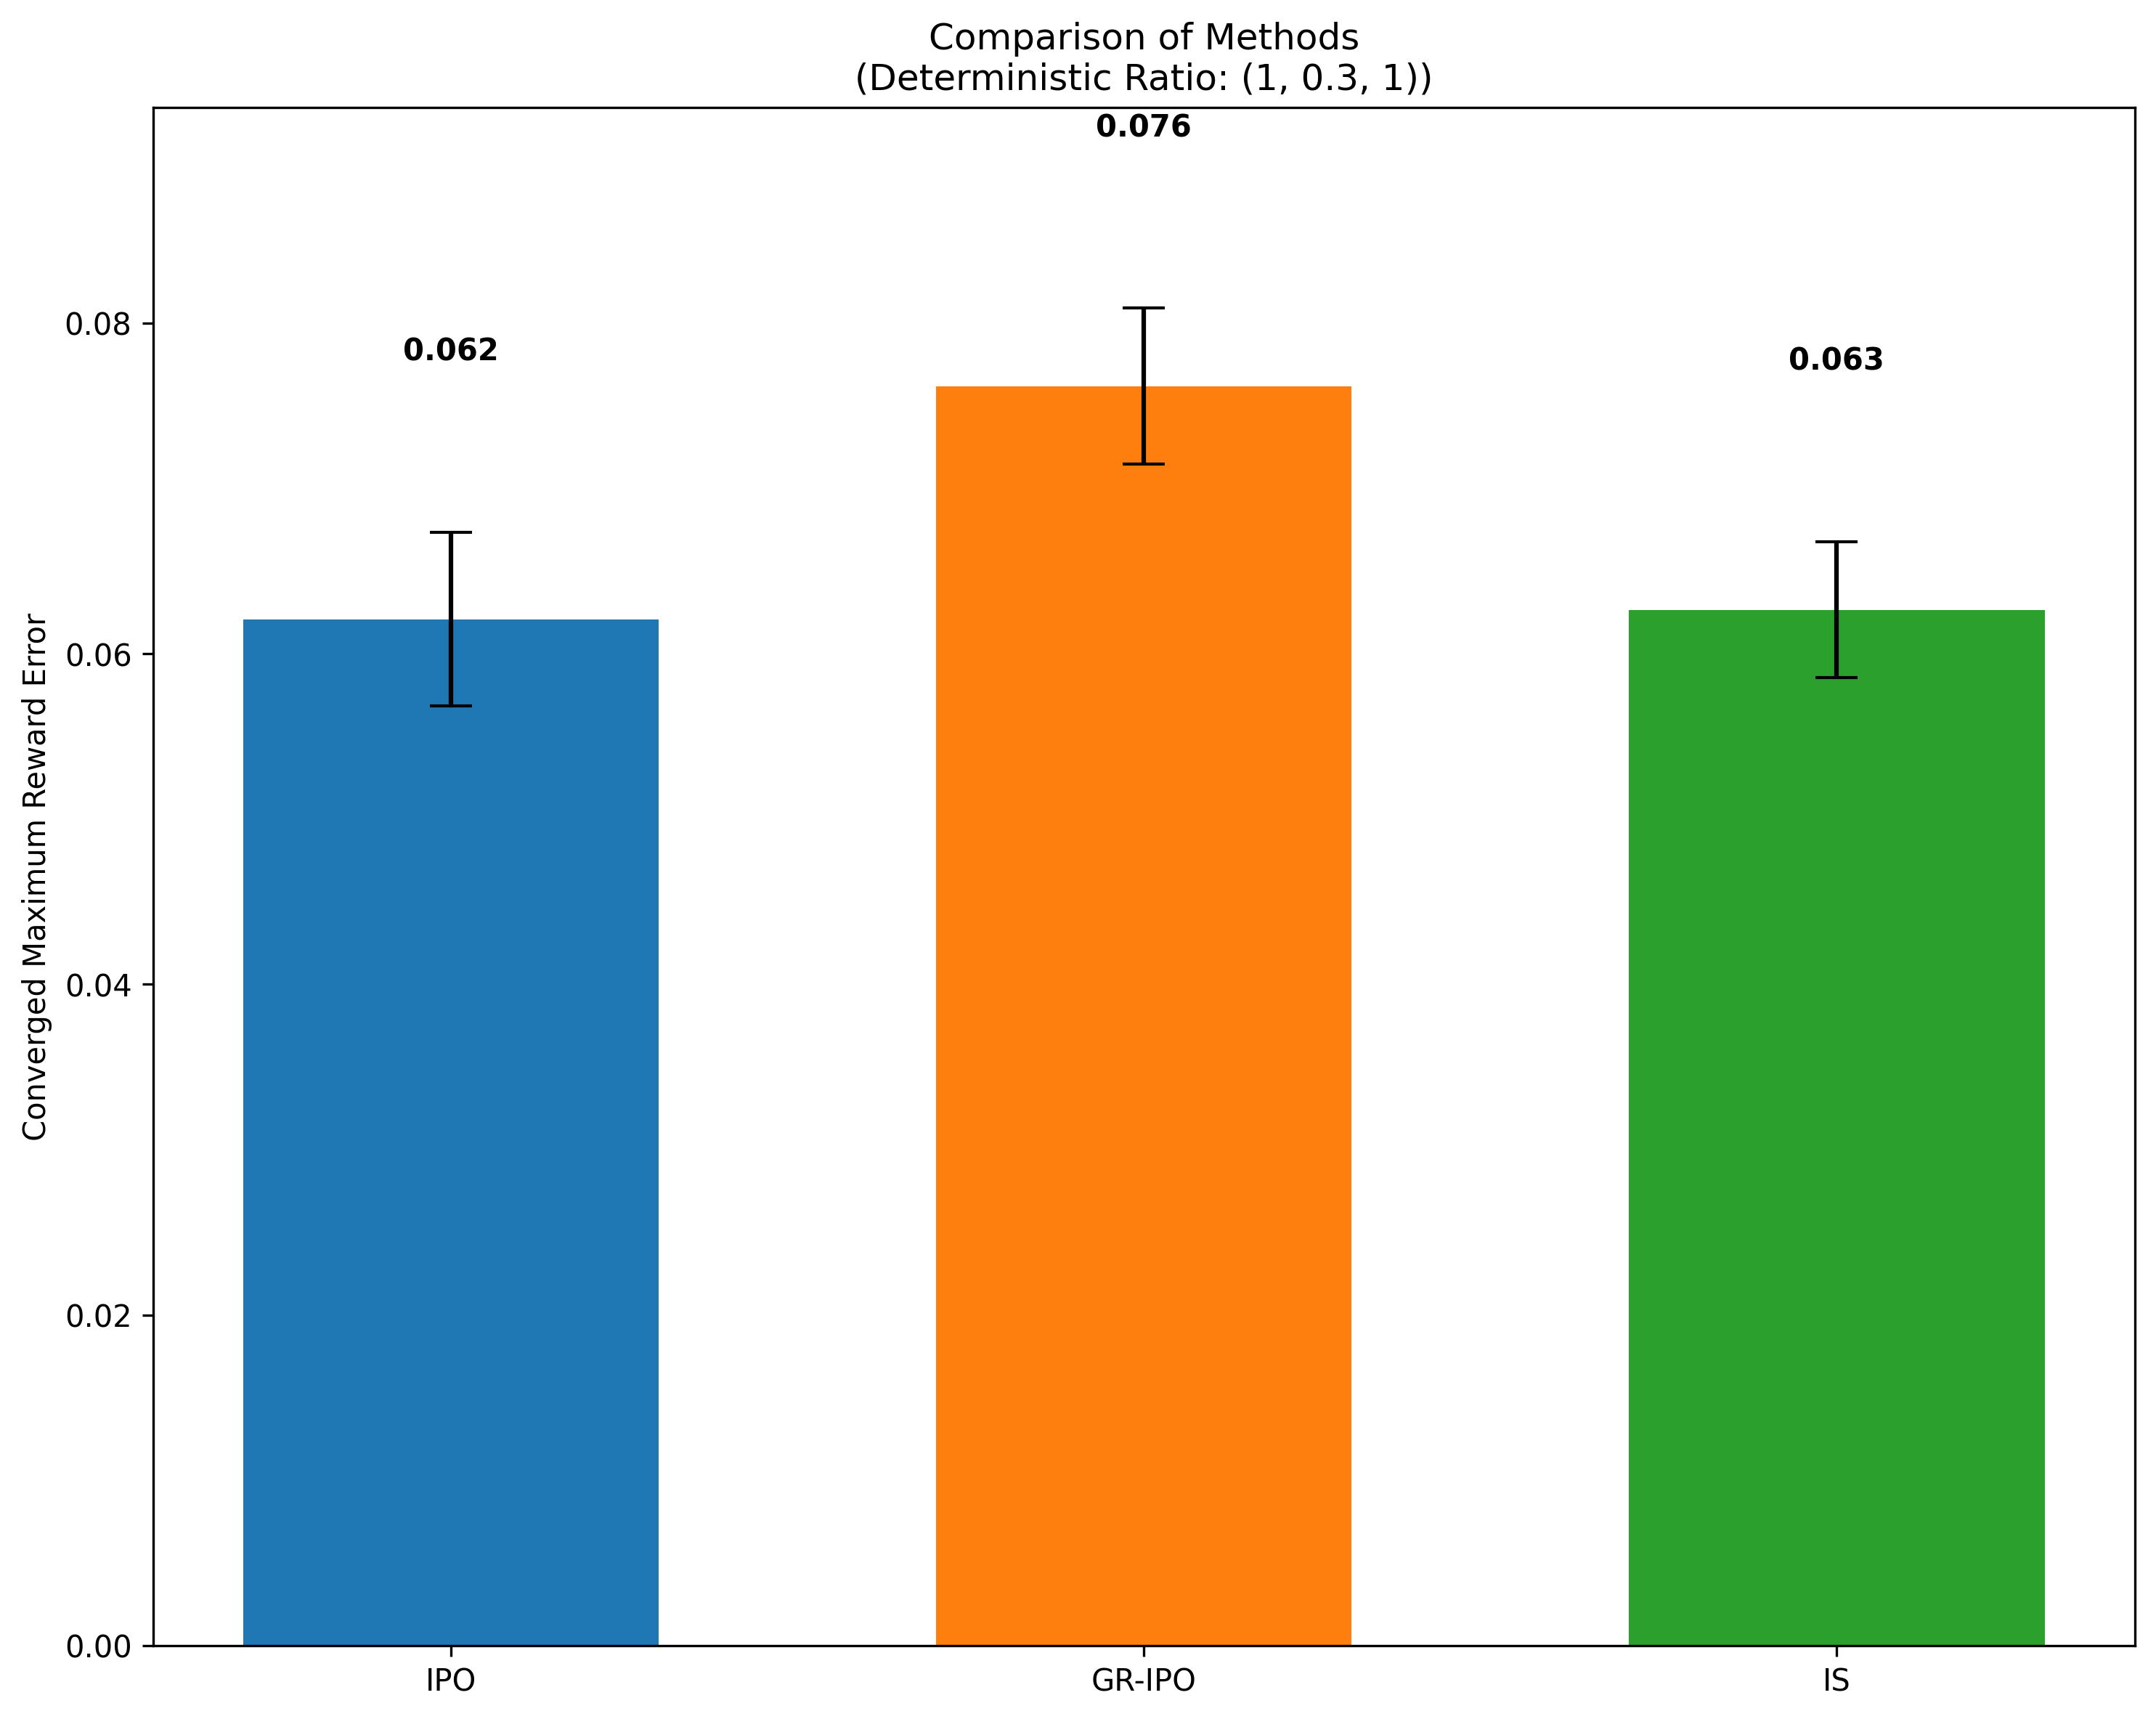 Comparison of Methods
(Deterministic Ratio: (1, 0.3, 1))
0.076
0.062
0.063
Converged Maximum Reward Error
0.08
0.06
0.04
0.02
0.00
IPO
GR-IPO
IS